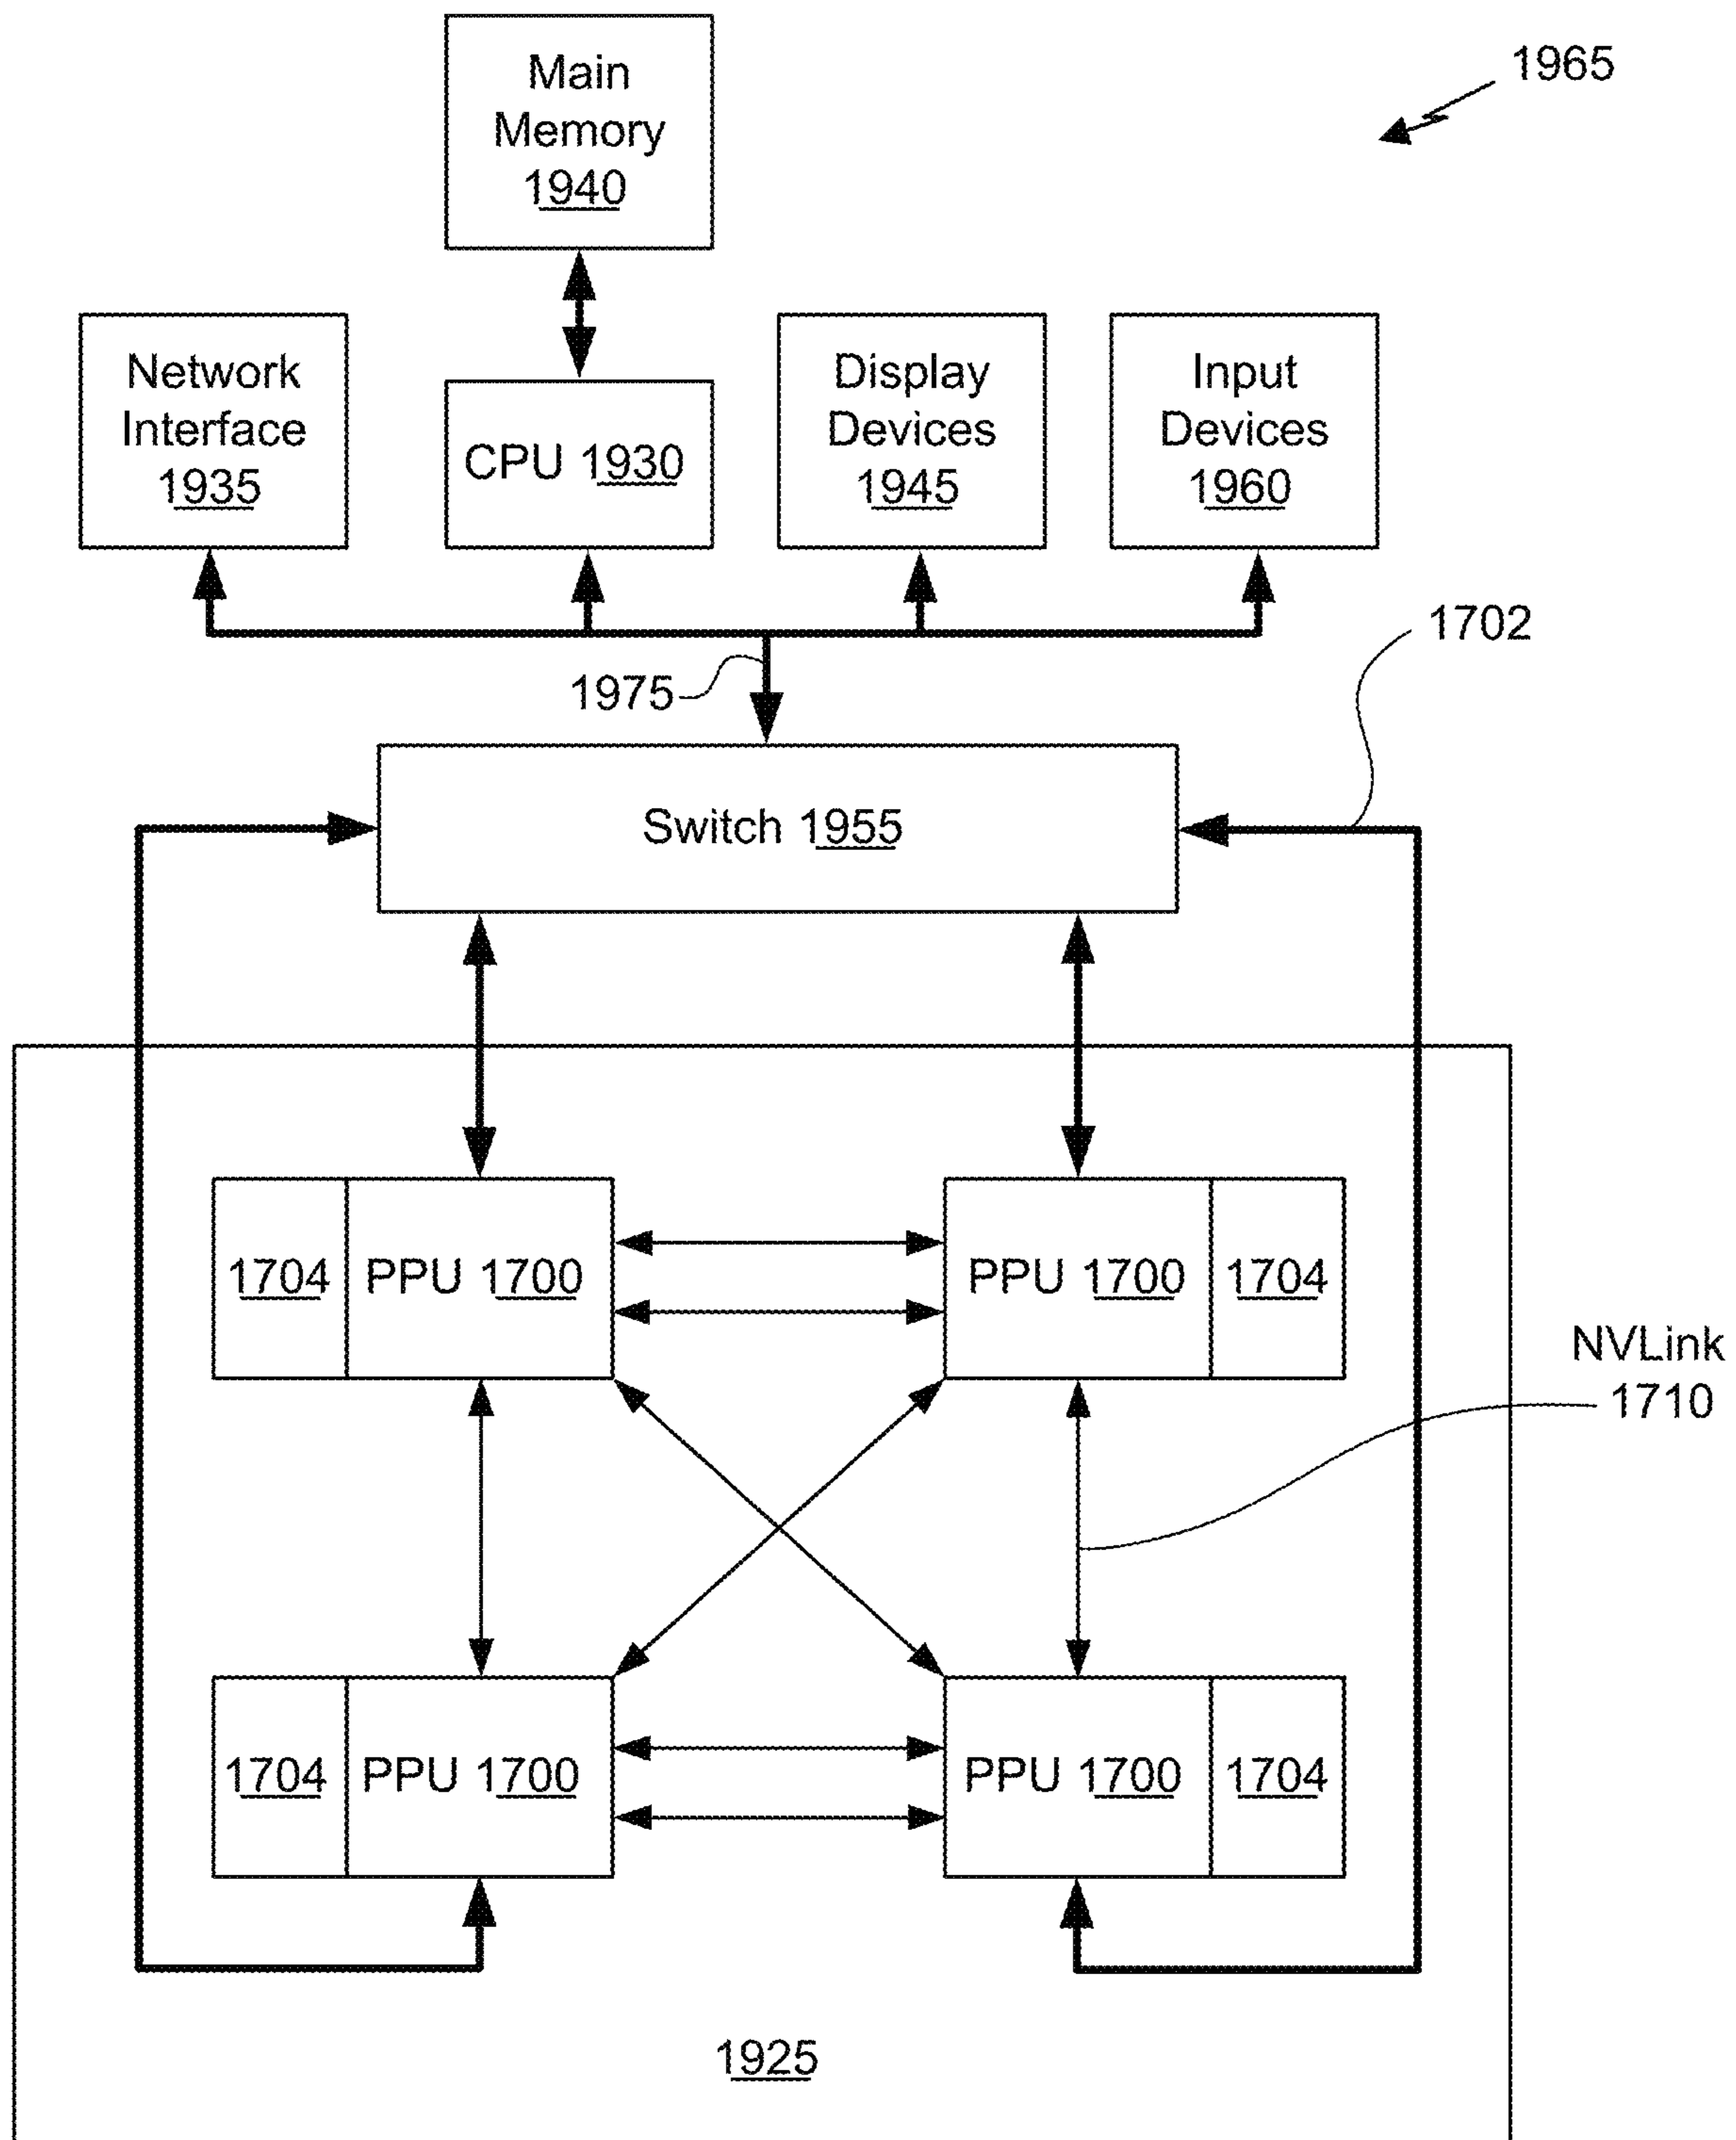 Main
Memory
1940
1965
Network
Interface
1935
CPU 1930
Display
Devices
1945
Input
Devices
1960
1702
1975
Switch 1955
1704
PPU 1700
PPU 1700
1704
NVLink
1710
1704
PPU 1700
PPU 1700
1704
1925